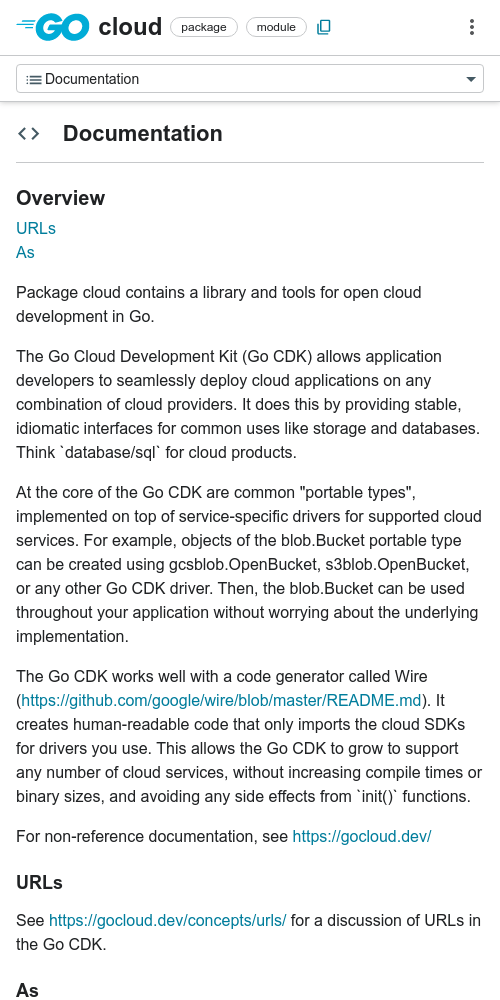 GO cloud package module
Documentation
Documentation
Overview
URLs
As
Package cloud contains a library and tools for open cloud
development in Go.
The Go Cloud Development Kit (Go CDK) allows application
developers to seamlessly deploy cloud applications on any
combination of cloud providers. It does this by providing stable,
idiomatic interfaces for common uses like storage and databases.
Think `database/sql` for cloud products.
At the core of the Go CDK are common "portable types",
implemented on top of service-specific drivers for supported cloud
services. For example, objects of the blob.Bucket portable type
can be created using gcsblob.OpenBucket, s3blob.OpenBucket,
or any other Go CDK driver. Then, the blob.Bucket can be used
throughout your application without worrying about the underlying
implementation.
The Go CDK works well with a code generator called Wire
(https://github.com/google/wire/blob/master/README.md). It
creates human-readable code that only imports the cloud SDKs
for drivers you use. This allows the Go CDK to grow to support
any number of cloud services, without increasing compile times or
binary sizes, and avoiding any side effects from `init()` functions.
For non-reference documentation, see https://gocloud.dev/
URLs
See https://gocloud.dev/concepts/urls/ for a discussion of URLs in
the Go CDK.
As